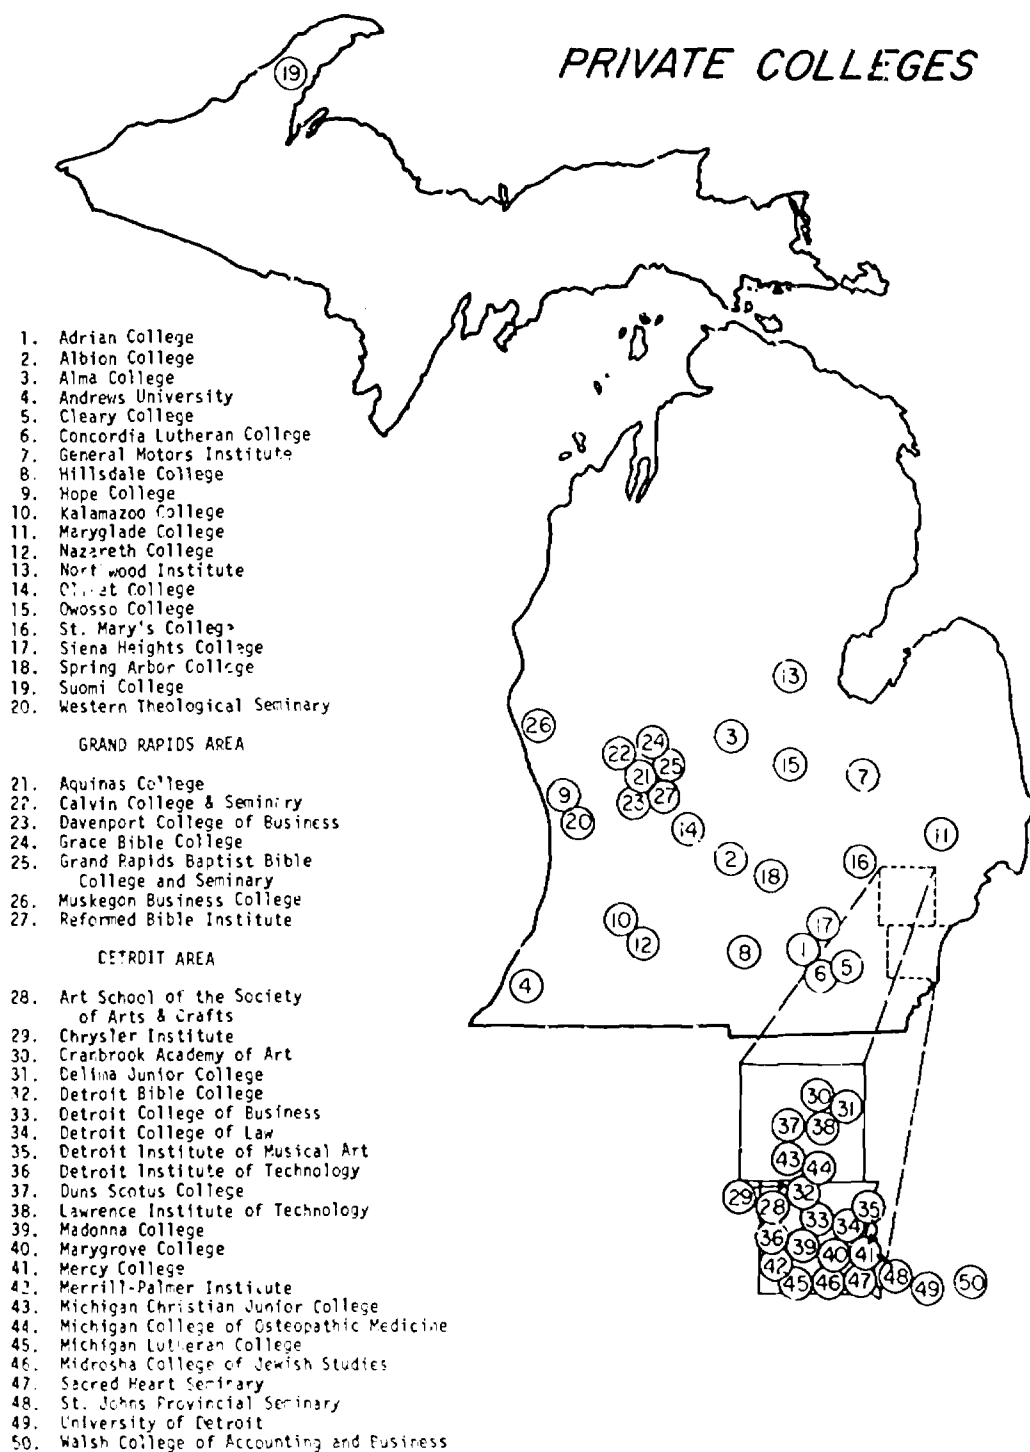 PRIVATE COLLEGES
1. Adrian College
2. Albion College
3. Alma College
4. Andrews University
5. Cleary College
6. Concordia Lutheran College
7. General Motors Institute
8. Hillsdale College
9. Hope College
10. Kalamazoo College
11. Maryglade College
12. Nazareth College
13. Northwood Institute
14. Olivet College
15. Owosso College
16. St. Mary's College
17. Siena Heights College
18. Spring Arbor College
19. Suomi College
20. Western Theological Seminary
GRAND RAPIDS AREA
21. Aquinas College
22. Calvin College & Seminary
23. Davenport College of Business
24. Grace Bible College
25. Grand Rapids Baptist Bible
College and Seminary
26. Muskegon Business College
27. Reformed Bible Institute
DETROIT AREA
28. Art School of the Society
of Arts & Crafts
29. Chrysler Institute
30. Cranbrook Academy of Art
31. Delima Junior College
32. Detroit Bible College
33. Detroit College of Business
34. Detroit College of Law
35. Detroit Institute of Musical Art
36 Detroit Institute of Technology
37. Duns Scotus College
38. Lawrence Institute of Technology
39. Madonna College
40. Marygrove College
41. Mercy College
42. Merrill-Palmer Institute
43. Michigan Christian Junior College
44. Michigan College of Osteopathic Medicine
45. Michigan Lutheran College
46. Midrosha College of Jewish Studies
47. Sacred Heart Seminary
48. St. Johns Provincial Seminary
49. University of Detroit
50. Walsh College of Accounting and Business
19
13
26
24
3
22
25
15
21
7
9
27
23
20
14
11
2
16
18
10
17
12
1
8
5
6
4
30
31
37
38
43
44
32
29
28
35
33
34
36
39
40
41
42
45
46
47
48
49
50